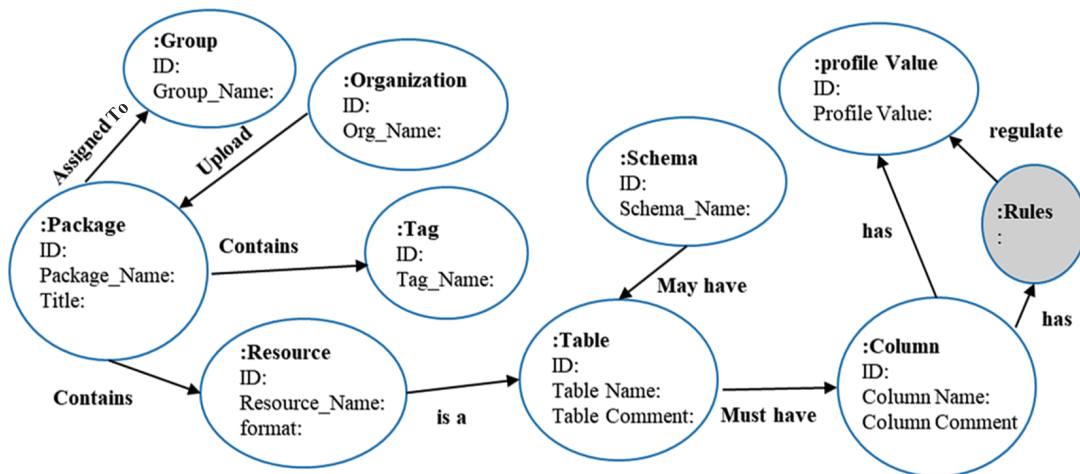 :Group
ID:
Group_Name:
:Organization
ID:
Org_Name:
:profile Value
ID:
Profile Value:
Assigned To
Upload
regulate
:Schema
ID:
Schema_Name:
:Rules
:
:Package
ID:
Package_Name:
Title:
Contains
:Tag
ID:
Tag_Name:
has
May have
has
:Resource
ID:
Resource_Name:
format:
Contains
is a
:Table
ID:
Table Name:
Table Comment:
Must have
:Column
ID:
Column Name:
Column Comment